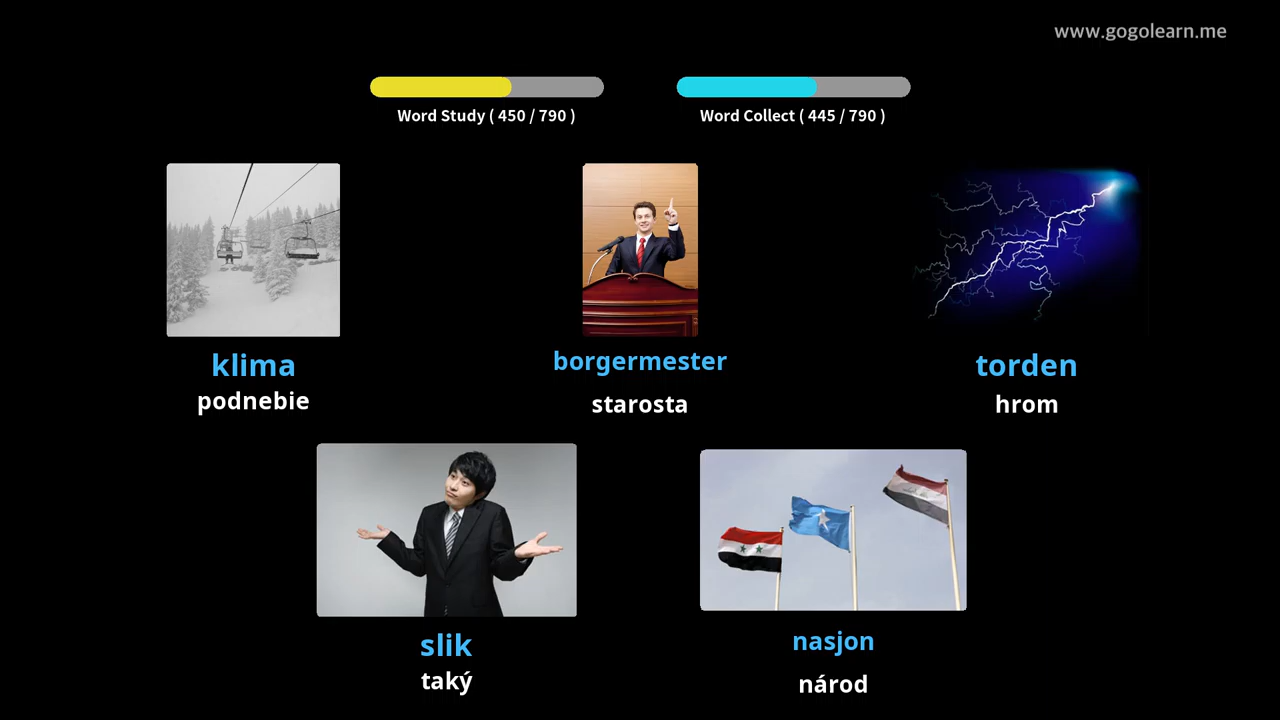 www.gogolearn.me
Word Study ( 450 / 790 )
Word Collect ( 445 / 790 )
klima
podnebie
borgermester
starosta
torden
hrom
slik
taký
nasjon
národ